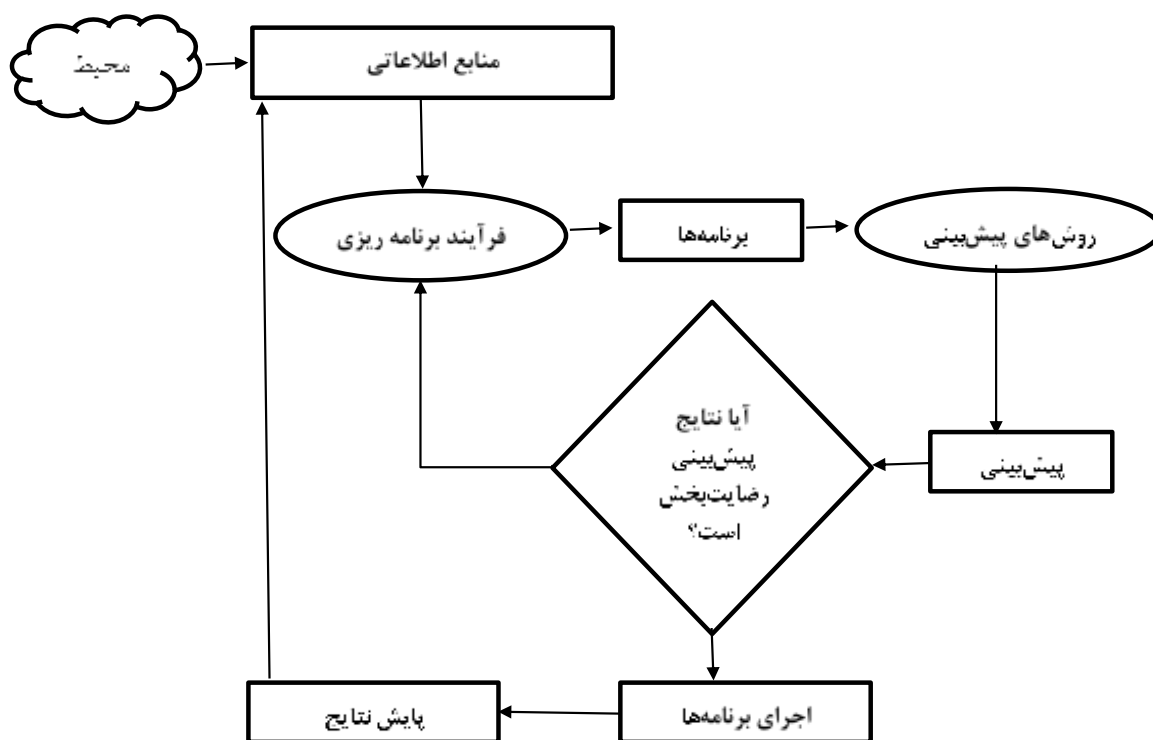 محیط
منابع اطلاعاتی
فرآیند برنامه ریزی
برنامه‌ها
روش‌های پیش‌بینی
آیا نتایج
پیش‌بینی
رضایت‌بخش
است؟
پیش‌بینی
اجرای برنامه‌ها
پایش نتایج